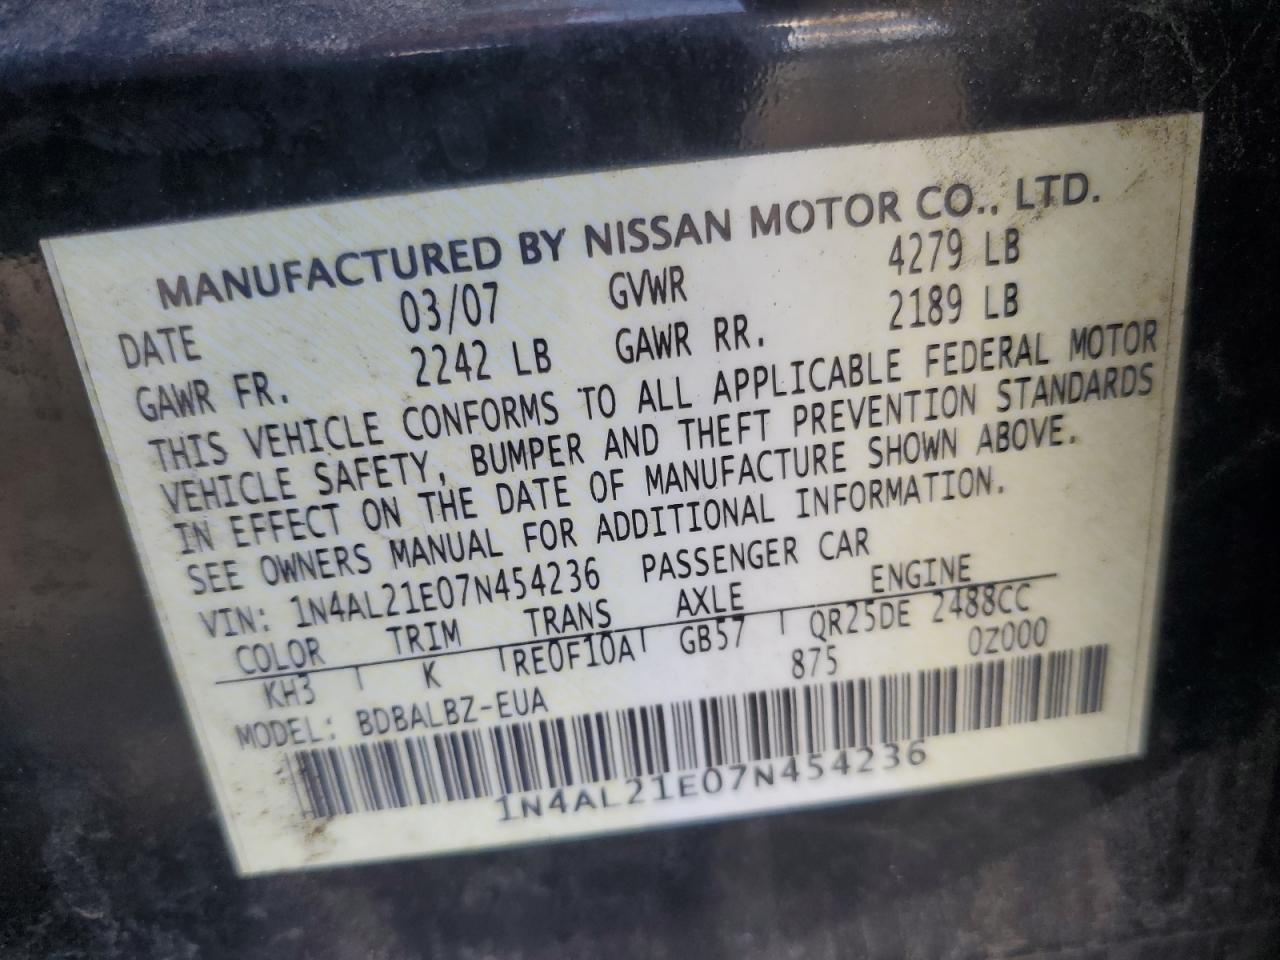 MANUFACTURED BY NISSAN MOTOR CO., LTD.
DATE 03/07 GVWR 4279 LB
GAWR FR. 2242 LB GAWR RR. 2189 LB
THIS VEHICLE CONFORMS TO ALL APPLICABLE FEDERAL MOTOR
VEHICLE SAFETY, BUMPER AND THEFT PREVENTION STANDARDS
IN EFFECT ON THE DATE OF MANUFACTURE SHOWN ABOVE.
SEE OWNERS MANUAL FOR ADDITIONAL INFORMATION.
VIN: 1N4AL21E07N454236 PASSENGER CAR
COLOR TRIM TRANS AXLE ENGINE
KH3 K RE0F10A GB57 QR25DE 2488CC
MODEL: BDBALBZ-EUA 875 0Z000
1N4AL21E07N454236